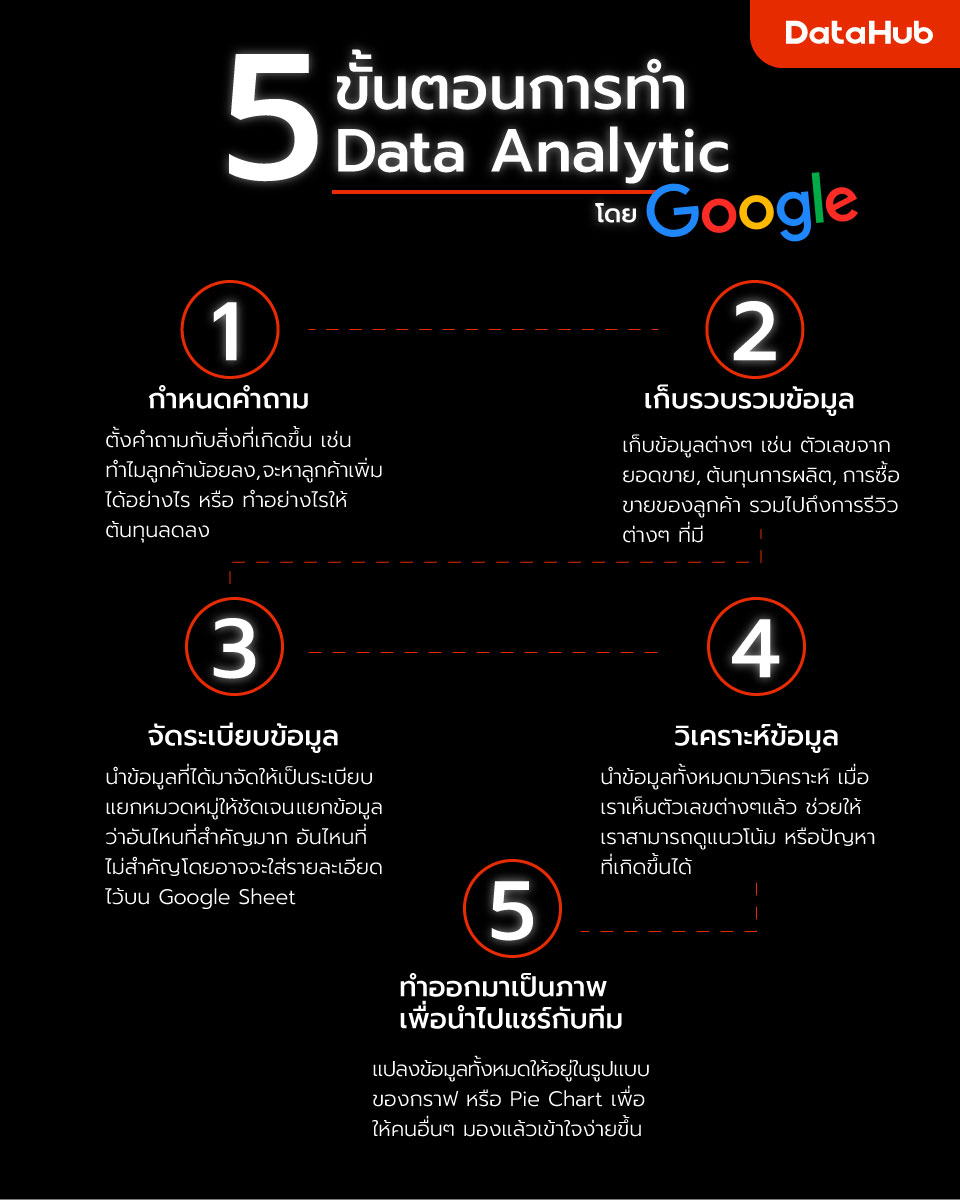 DataHub
5
ขั้นตอนการทำ
Data Analytic
โดย Google
1
กำหนดคำถาม
ตั้งคำถามกับสิ่งที่เกิดขึ้น เช่น
ทำไมลูกค้าน้อยลง,จะหาลูกค้าเพิ่ม
ได้อย่างไร หรือ ทำอย่างไรให้
ต้นทุนลดลง
2
เก็บรวบรวมข้อมูล
เก็บข้อมูลต่างๆ เช่น ตัวเลขจาก
ยอดขาย, ต้นทุนการผลิต, การซื้อ
ขายของลูกค้า รวมไปถึงการรีวิว
ต่างๆ ที่มี
3
จัดระเบียบข้อมูล
นำข้อมูลที่ได้มาจัดให้เป็นระเบียบ
แยกหมวดหมู่ให้ชัดเจนแยกข้อมูล
ว่าอันไหนที่สำคัญมาก อันไหนที่
ไม่สำคัญโดยอาจจะใส่รายละเอียด
ไว้บน Google Sheet
4
วิเคราะห์ข้อมูล
นำข้อมูลทั้งหมดมาวิเคราะห์ เมื่อ
เราเห็นตัวเลขต่างๆแล้ว ช่วยให้
เราสามารถดูแนวโน้ม หรือปัญหา
ที่เกิดขึ้นได้
5
ทำออกมาเป็นภาพ
เพื่อนำไปแชร์กับทีม
แปลงข้อมูลทั้งหมดให้อยู่ในรูปแบบ
ของกราฟ หรือ Pie Chart เพื่อ
ให้คนอื่นๆ มองแล้วเข้าใจง่ายขึ้น